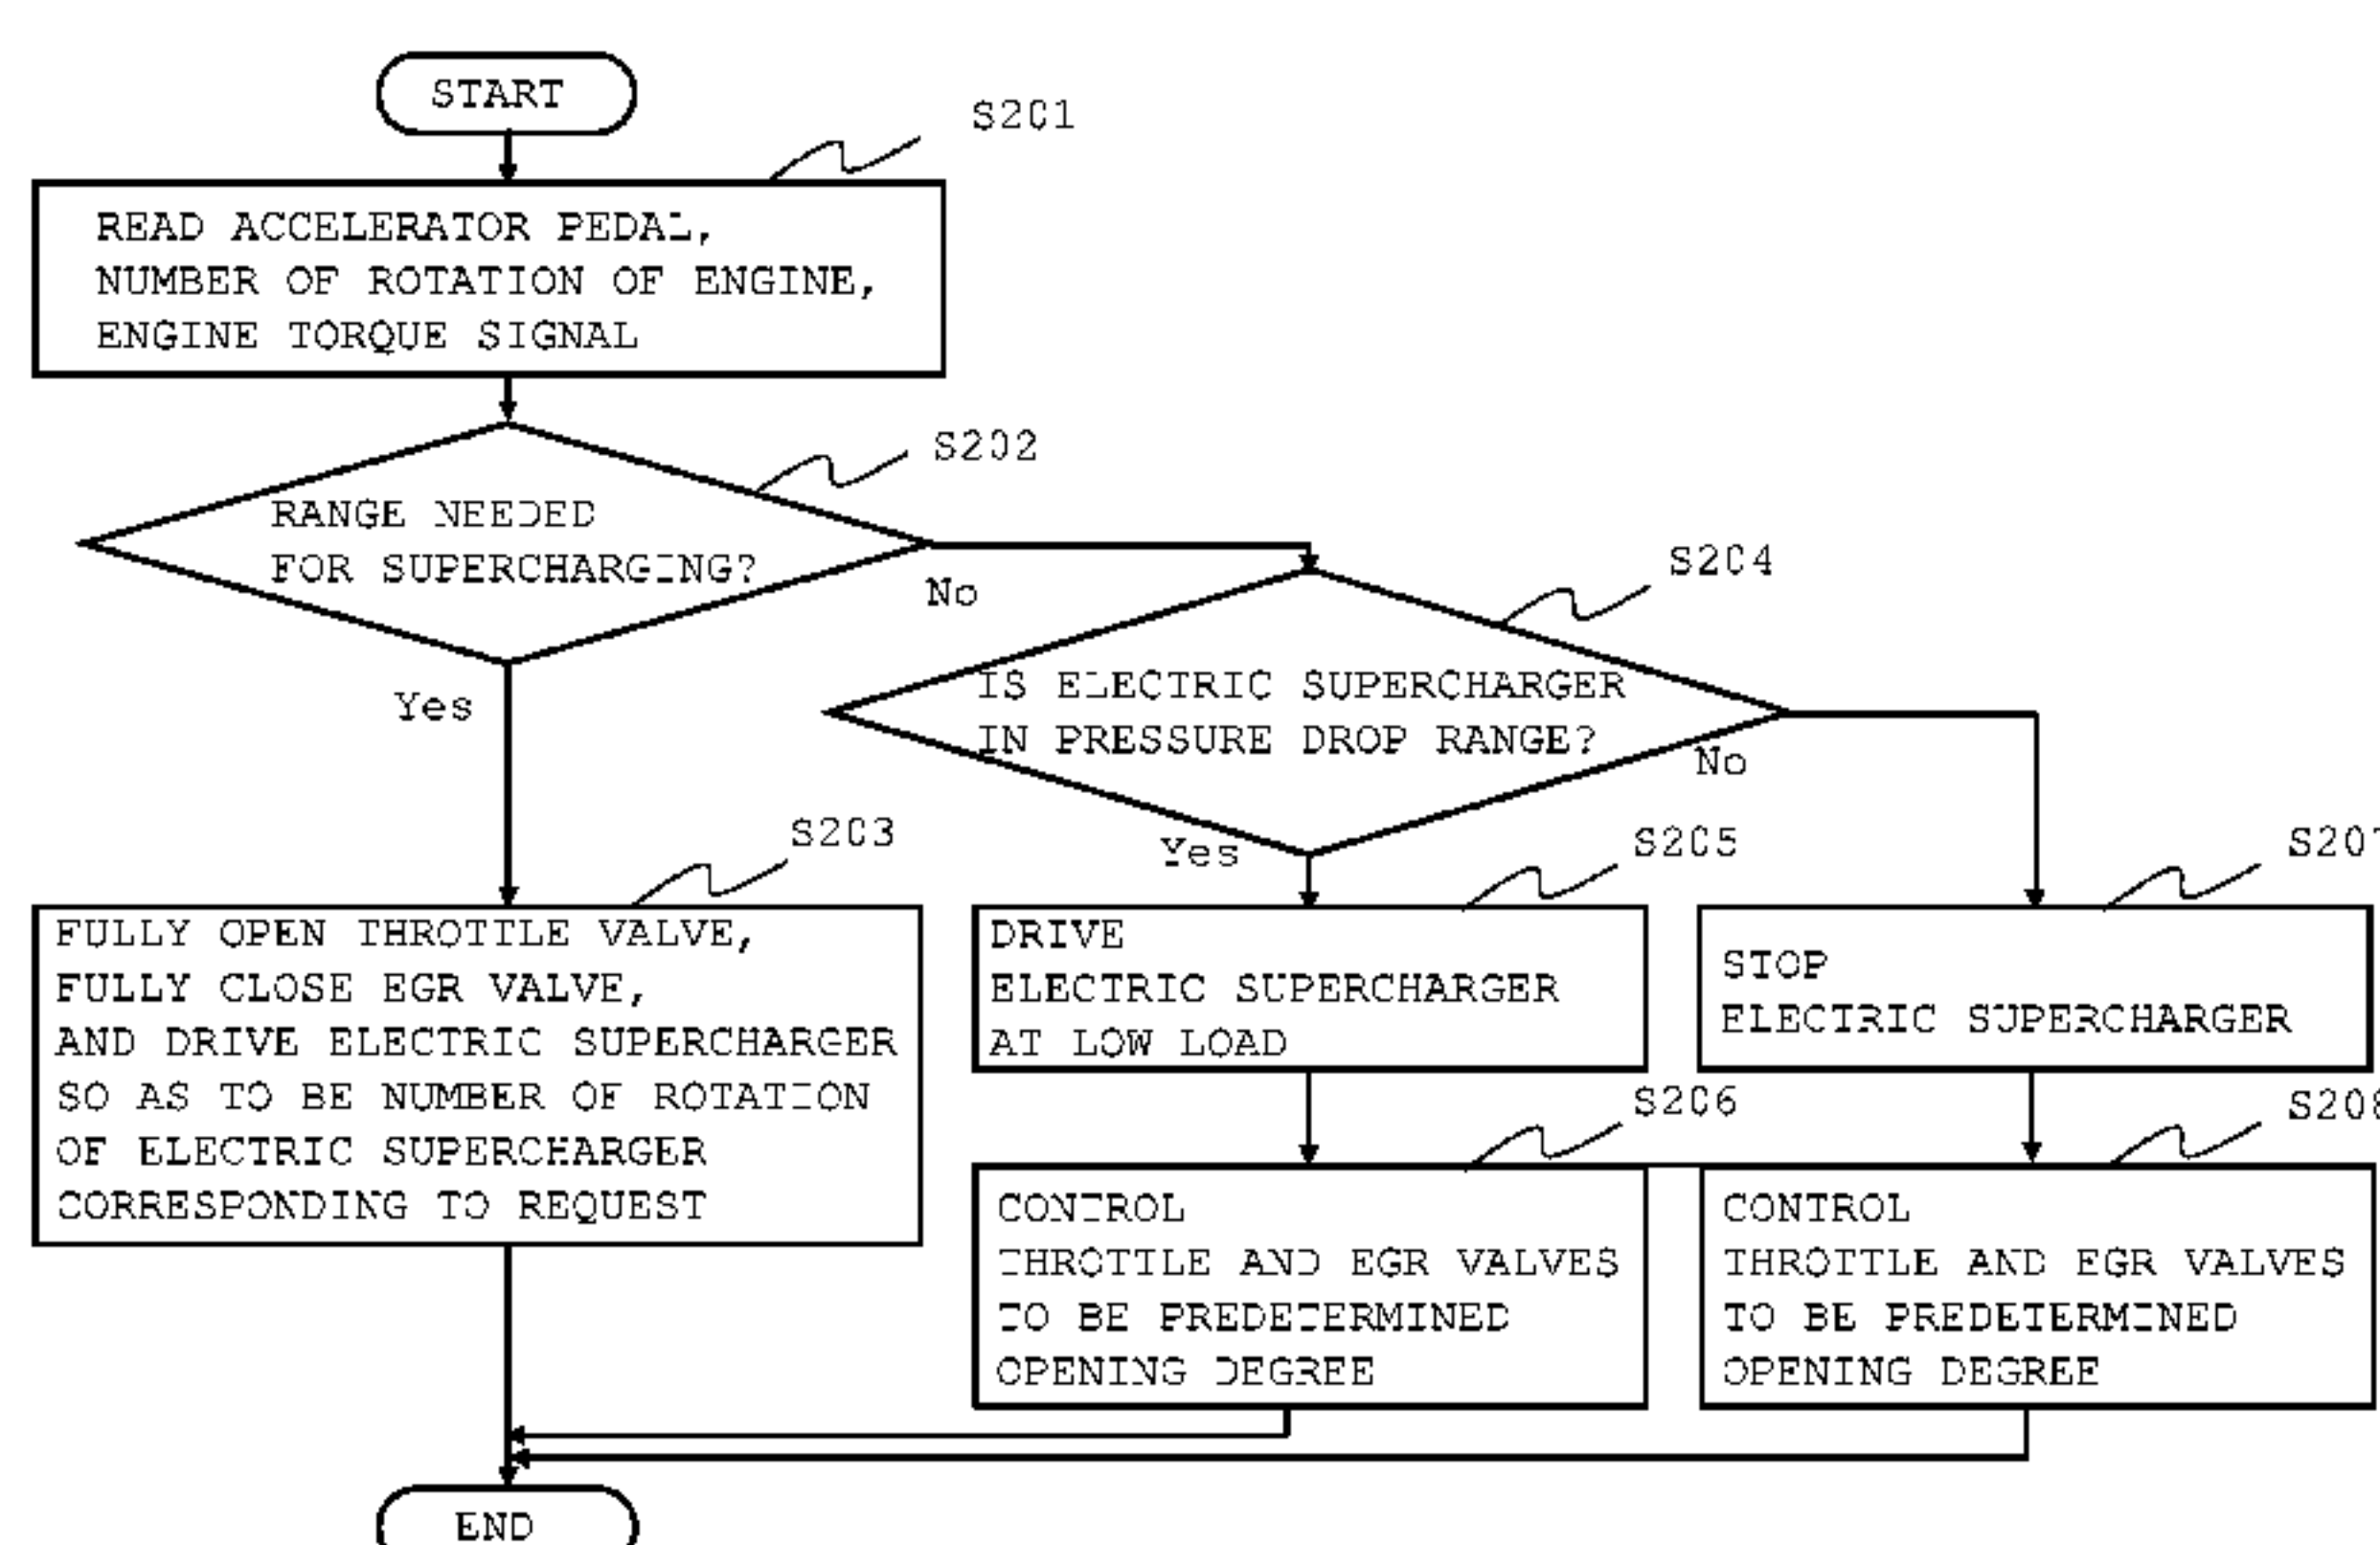 START
S201
READ ACCELERATOR PEDAL,
NUMBER OF ROTATION OF ENGINE,
ENGINE TORQUE SIGNAL
S202
RANGE NEEDED
FOR SUPERCHARGING?
No
Yes
S204
IS ELECTRIC SUPERCHARGER
IN PRESSURE DROP RANGE?
No
Yes
S203
FULLY OPEN THROTTLE VALVE,
FULLY CLOSE EGR VALVE,
AND DRIVE ELECTRIC SUPERCHARGER
SO AS TO BE NUMBER OF ROTATION
OF ELECTRIC SUPERCHARGER
CORRESPONDING TO REQUEST
S205
DRIVE
ELECTRIC SUPERCHARGER
AT LOW LOAD
S207
STOP
ELECTRIC SUPERCHARGER
S206
CONTROL
THROTTLE AND EGR VALVES
TO BE PREDETERMINED
OPENING DEGREE
S208
CONTROL
THROTTLE AND EGR VALVES
TO BE PREDETERMINED
OPENING DEGREE
END